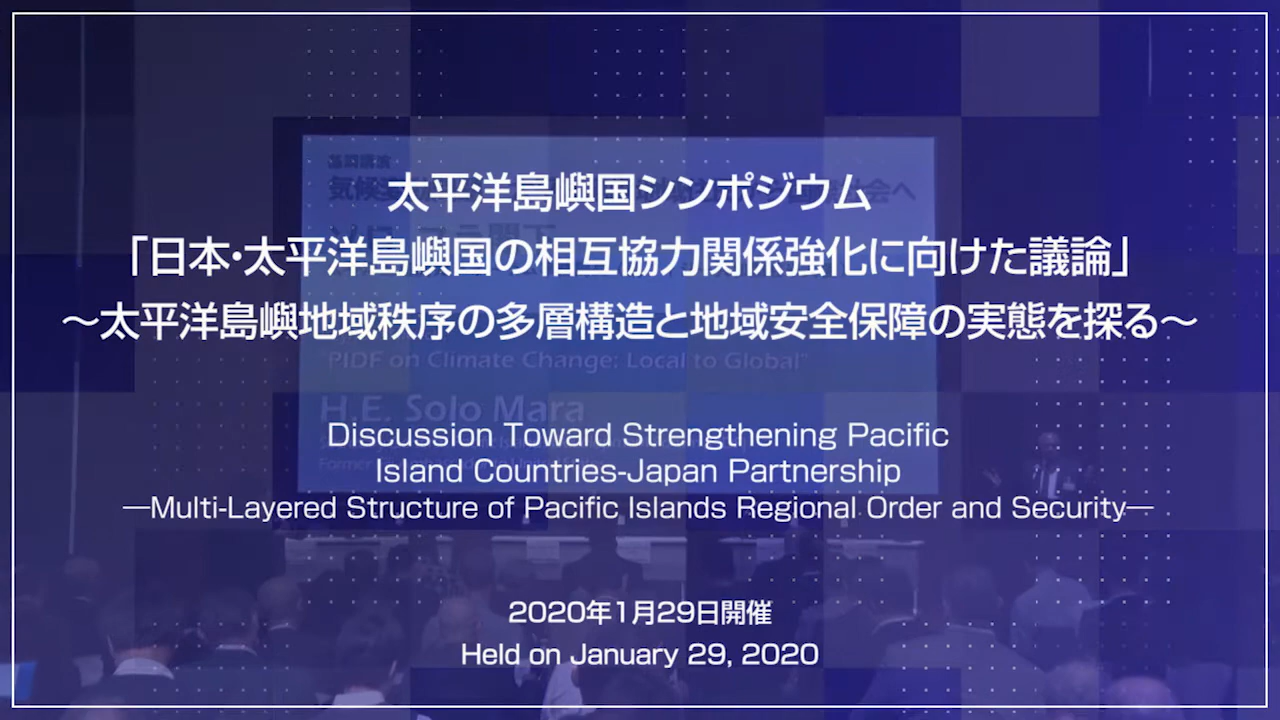 太平洋島嶼国シンポジウム
「日本・太平洋島嶼国の相互協力関係強化に向けた議論」
～太平洋島嶼地域秩序の多層構造と地域安全保障の実態を探る～
"PIDF on Climate Change: Local to Global"
H.E. Solo Mara
Discussion Toward Strengthening Pacific
Island Countries-Japan Partnership
―Multi-Layered Structure of Pacific Islands Regional Order and Security―
2020年1月29日開催
Held on January 29, 2020